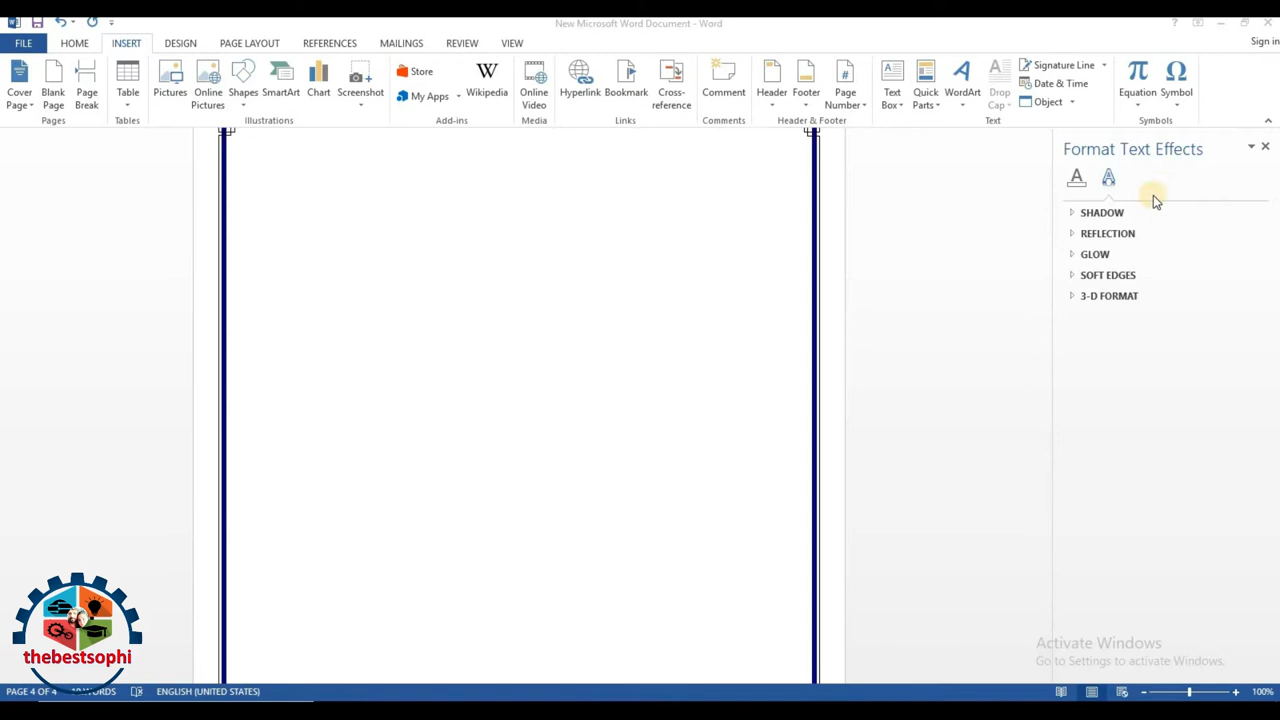 New Microsoft Word Document - Word
Sign in
FILE HOME INSERT DESIGN PAGE LAYOUT REFERENCES MAILINGS REVIEW VIEW
Cover Page
Blank Page
Page Break
Pages
Table
Tables
Pictures
Online Pictures
Shapes
SmartArt
Chart
Screenshot
Illustrations
Store
My Apps
W
Wikipedia
Add-ins
Online Video
Media
Hyperlink
Bookmark
Cross-reference
Links
Comment
Comments
Header
Footer
Page Number
Header & Footer
Text Box
Quick Parts
WordArt
Drop Cap
Signature Line
Date & Time
Object
Text
π
Equation
Ω
Symbol
Symbols
Format Text Effects
SHADOW
REFLECTION
GLOW
SOFT EDGES
3-D FORMAT
Activate Windows
Go to Settings to activate Windows.
thebestsophi
PAGE 4 OF 4
WORDS
ENGLISH (UNITED STATES)
100%